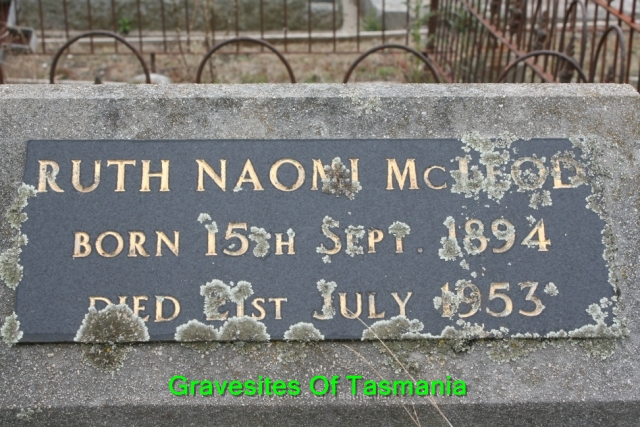 RUTH NAOMI McLEOD
BORN 15TH SEPT. 1894
DIED 21ST JULY 1953
Gravesites Of Tasmania